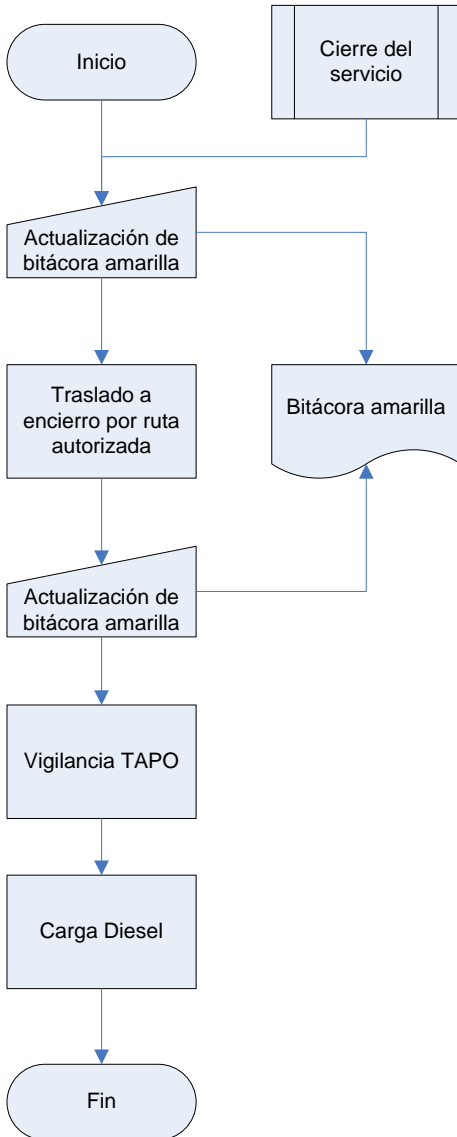 Inicio
Cierre del
servicio
Actualización de
bitácora amarilla
Traslado a
encierro por ruta
autorizada
Bitácora amarilla
Actualización de
bitácora amarilla
Vigilancia TAPO
Carga Diesel
Fin